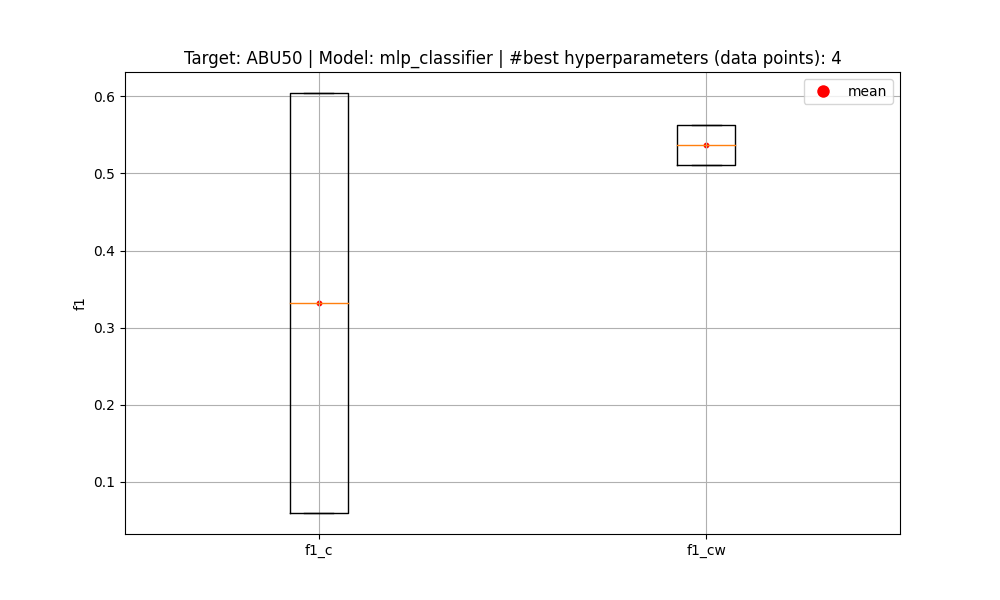 Target: ABU50 | Model: mlp_classifier | #best hyperparameters (data points): 4
mean
0.6
0.5
0.4
0.3
0.2
0.1
f1
f1_c
f1_cw